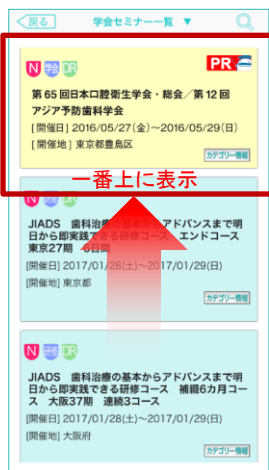 戻る
学会セミナー一覧 ▼
N 学会 DR
PR
第65回日本口腔衛生学会・総会／第12回
アジア予防歯科学会
[開催日] 2016/05/27(金)～2016/05/29(日)
[開催地] 東京都豊島区
カテゴリー情報
一番上に表示
N DR
JIADS 歯科治療の基本からアドバンスまで明
日から即実践できる研修コース エンドコース
東京27期 6日間
[開催日] 2017/01/28(土)～2017/01/29(日)
[開催地] 東京都
カテゴリー情報
N DR
JIADS 歯科治療の基本からアドバンスまで明
日から即実践できる研修コース 補綴6カ月コー
ス 大阪37期 連続3コース
[開催日] 2017/01/28(土)～2017/01/29(日)
[開催地] 大阪府
カテゴリー情報